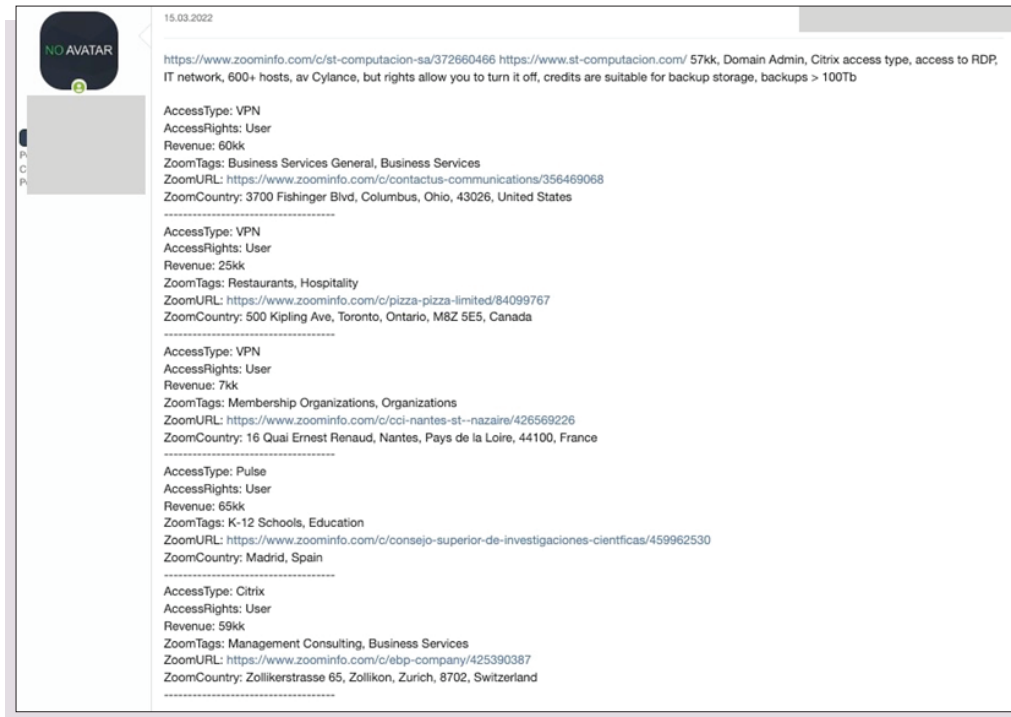 15.03.2022
NO AVATAR
https://www.zoominfo.com/c/st-computacion-sa/372660466 https://www.st-computacion.com/ 57kk, Domain Admin, Citrix access type, access to RDP,
IT network, 600+ hosts, av Cylance, but rights allow you to turn it off, credits are suitable for backup storage, backups > 100Tb
AccessType: VPN
AccessRights: User
Revenue: 60kk
ZoomTags: Business Services General, Business Services
ZoomURL: https://www.zoominfo.com/c/contactus-communications/356469068
ZoomCountry: 3700 Fishinger Blvd, Columbus, Ohio, 43026, United States
------------------------------------
AccessType: VPN
AccessRights: User
Revenue: 25kk
ZoomTags: Restaurants, Hospitality
ZoomURL: https://www.zoominfo.com/c/pizza-pizza-limited/84099767
ZoomCountry: 500 Kipling Ave, Toronto, Ontario, M8Z 5E5, Canada
------------------------------------
AccessType: VPN
AccessRights: User
Revenue: 7kk
ZoomTags: Membership Organizations, Organizations
ZoomURL: https://www.zoominfo.com/c/cci-nantes-st--nazaire/426569226
ZoomCountry: 16 Quai Ernest Renaud, Nantes, Pays de la Loire, 44100, France
------------------------------------
AccessType: Pulse
AccessRights: User
Revenue: 65kk
ZoomTags: K-12 Schools, Education
ZoomURL: https://www.zoominfo.com/c/consejo-superior-de-investigaciones-cientficas/459962530
ZoomCountry: Madrid, Spain
------------------------------------
AccessType: Citrix
AccessRights: User
Revenue: 59kk
ZoomTags: Management Consulting, Business Services
ZoomURL: https://www.zoominfo.com/c/ebp-company/425390387
ZoomCountry: Zollikerstrasse 65, Zollikon, Zurich, 8702, Switzerland
------------------------------------